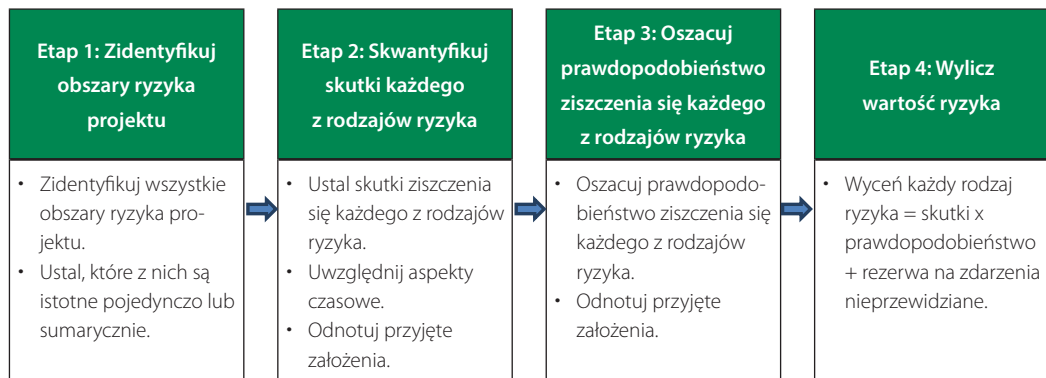 Etap 1: Zidentyfikuj
obszary ryzyka
projektu
• Zidentyfikuj wszystkie
obszary ryzyka pro-
jektu.
• Ustal, które z nich są
istotne pojedynczo lub
sumarycznie.
Etap 2: Skwantyfikuj
skutki każdego
z rodzajów ryzyka
• Ustal skutki ziszczenia
się każdego z rodzajów
ryzyka.
• Uwzględnij aspekty
czasowe.
• Odnotuj przyjęte
założenia.
Etap 3: Oszacuj
prawdopodobieństwo
ziszczenia się każdego
z rodzajów ryzyka
• Oszacuj prawdopodo-
bieństwo ziszczenia się
każdego z rodzajów
ryzyka.
• Odnotuj przyjęte
założenia.
Etap 4: Wylicz
wartość ryzyka
• Wyceń każdy rodzaj
ryzyka = skutki x
prawdopodobieństwo
+ rezerwa na zdarzenia
nieprzewidziane.